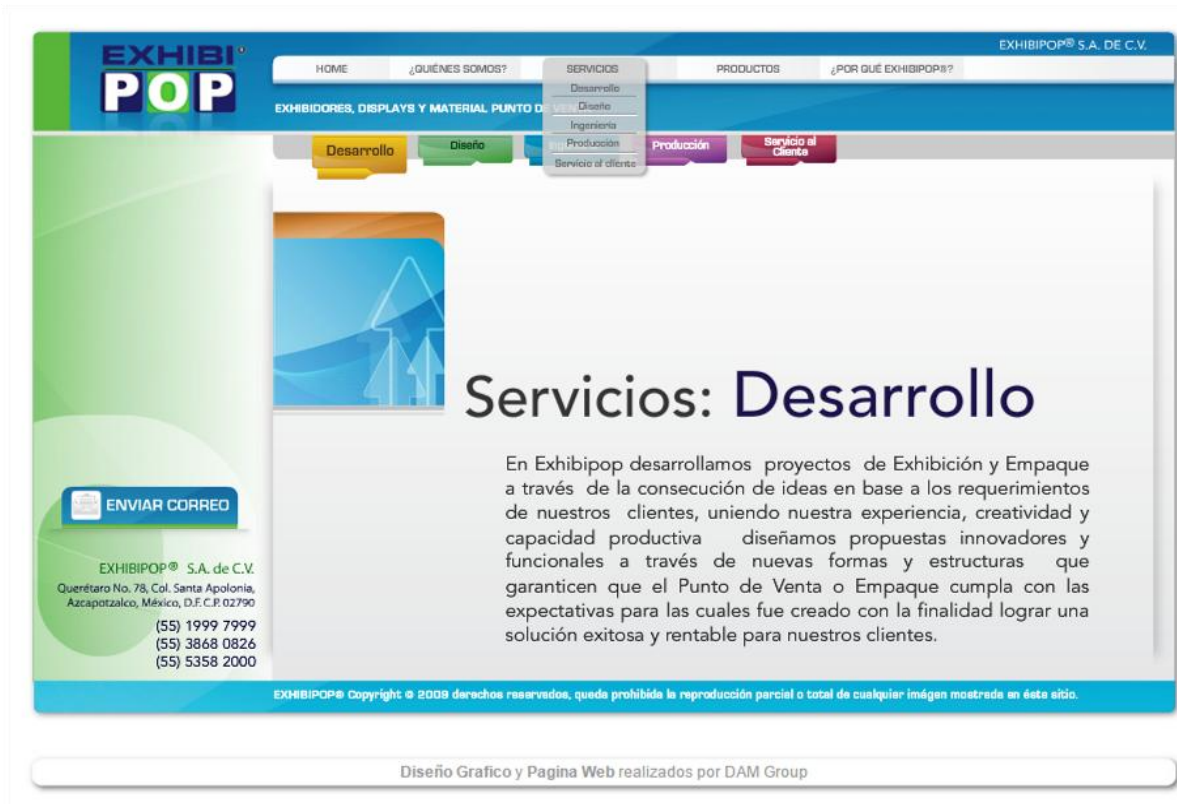 EXHIBI®
POP
EXHIBIPOP® S.A. DE C.V.
HOME ¿QUIÉNES SOMOS? SERVICIOS PRODUCTOS ¿POR QUÉ EXHIBIPOP®?
Desarrollo
Diseño
Ingeniería
Producción
Servicio al cliente
EXHIBIDORES, DISPLAYS Y MATERIAL PUNTO DE
Desarrollo
Diseño
Producción
Servicio al
Cliente
Servicios: Desarrollo
En Exhibipop desarrollamos proyectos de Exhibición y Empaque
a través de la consecución de ideas en base a los requerimientos
de nuestros clientes, uniendo nuestra experiencia, creatividad y
capacidad productiva diseñamos propuestas innovadores y
funcionales a través de nuevas formas y estructuras que
garanticen que el Punto de Venta o Empaque cumpla con las
expectativas para las cuales fue creado con la finalidad lograr una
solución exitosa y rentable para nuestros clientes.
ENVIAR CORREO
EXHIBIPOP® S.A. de C.V.
Querétaro No. 78, Col. Santa Apolonia,
Azcapotzalco, México, D.F. C.P. 02790
(55) 1999 7999
(55) 3868 0826
(55) 5358 2000
EXHIBIPOP® Copyright © 2009 derechos reservados, queda prohibida la reproducción parcial o total de cualquier imágen mostrada en éste sitio.
Diseño Grafico y Pagina Web realizados por DAM Group